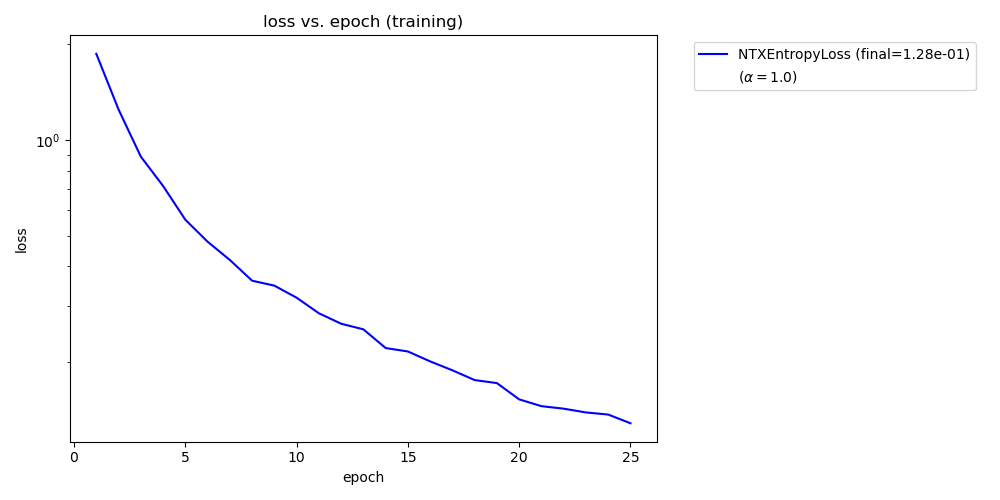 loss vs. epoch (training)
NTXEntropyLoss (final=1.28e-01)
(α = 1.0)
10⁰
loss
0 5 10 15 20 25
epoch